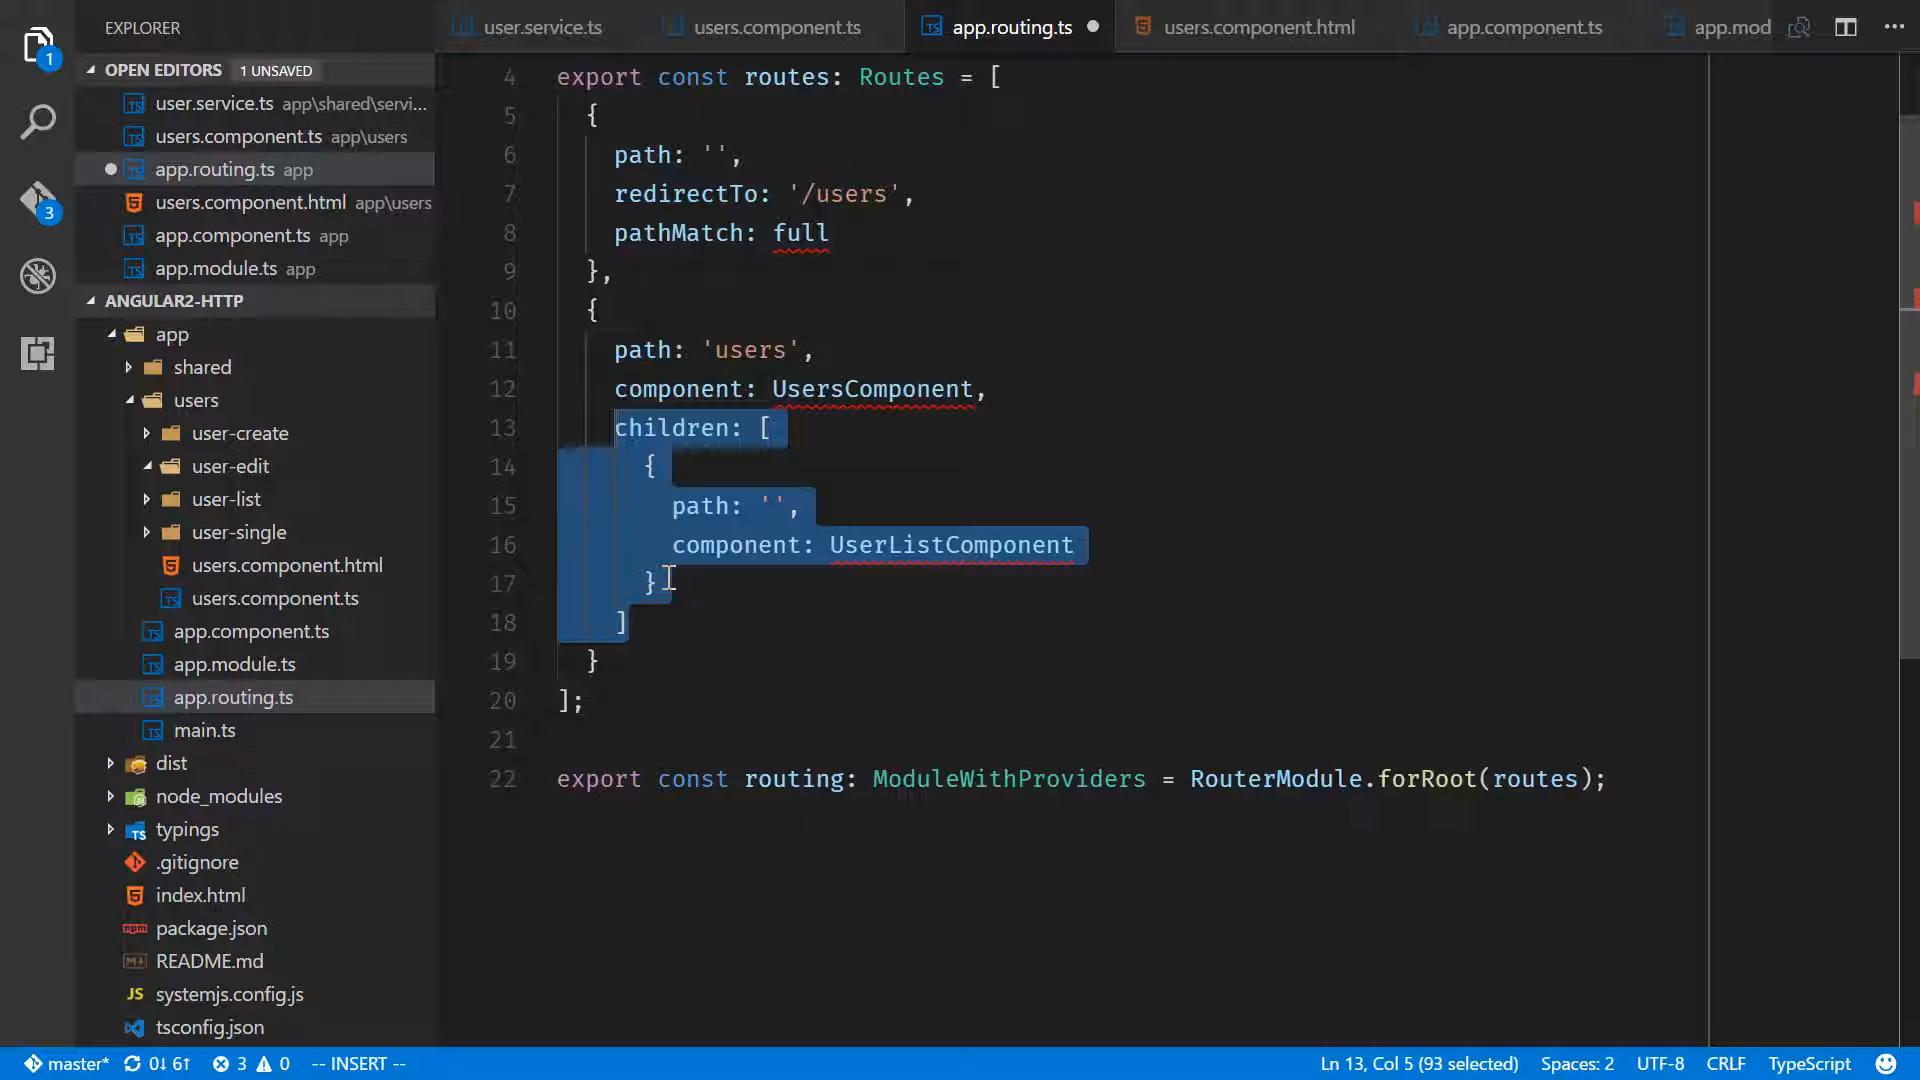 EXPLORER
OPEN EDITORS 1 UNSAVED
user.service.ts app\shared\servi...
users.component.ts app\users
app.routing.ts app
users.component.html app\users
app.component.ts app
app.module.ts app
ANGULAR2-HTTP
app
shared
users
user-create
user-edit
user-list
user-single
users.component.html
users.component.ts
app.component.ts
app.module.ts
app.routing.ts
main.ts
dist
node_modules
typings
.gitignore
index.html
package.json
README.md
systemjs.config.js
tsconfig.json
user.service.ts users.component.ts app.routing.ts users.component.html app.component.ts app.mod
4 export const routes: Routes = [
5 {
6 path: '',
7 redirectTo: '/users',
8 pathMatch: full
9 },
10 {
11 path: 'users',
12 component: UsersComponent,
13 children: [
14 {
15 path: '',
16 component: UserListComponent
17 }
18 ]
19 }
20 ];
21
22 export const routing: ModuleWithProviders = RouterModule.forRoot(routes);
1
3
master* 0↓ 6↑ 3 0 -- INSERT -- Ln 13, Col 5 (93 selected) Spaces: 2 UTF-8 CRLF TypeScript